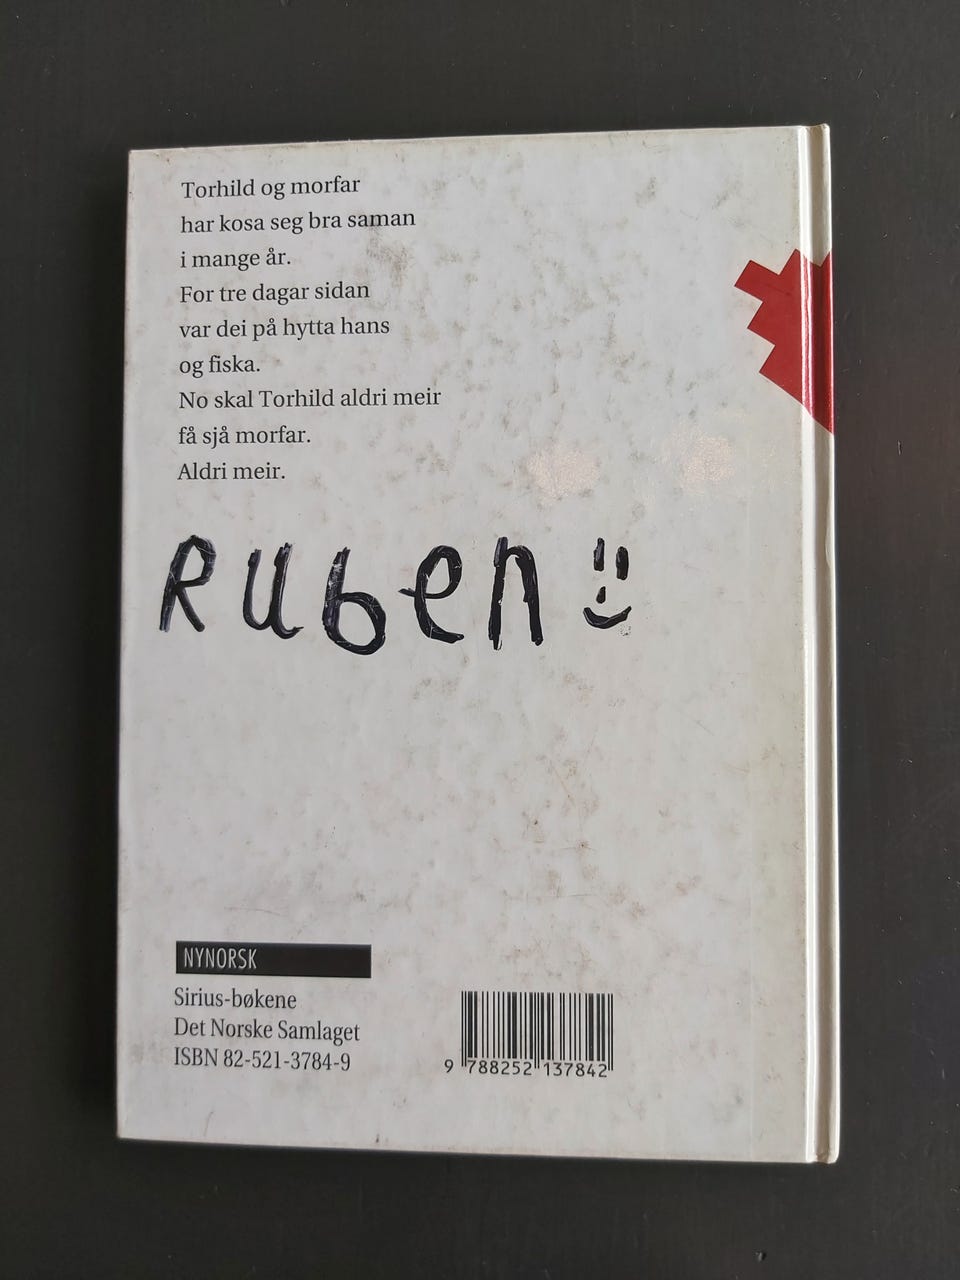 Torhild og morfar
har kosa seg bra saman
i mange år.
For tre dagar sidan
var dei på hytta hans
og fiska.
No skal Torhild aldri meir
få sjå morfar.
Aldri meir.
Ruben
NYNORSK
Sirius-bøkene
Det Norske Samlaget
ISBN 82-521-3784-9
9 788252 137842